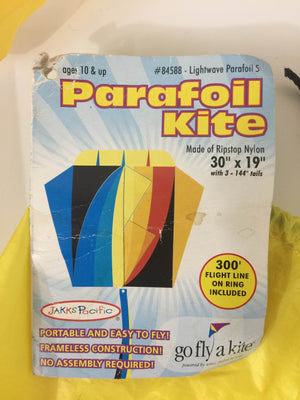 ages 10 & up
#84588 - Lightwave Parafoil 5
Parafoil
Kite
Made of Ripstop Nylon
30" x 19"
with 3 - 144" tails
300'
FLIGHT LINE
ON RING
INCLUDED
JAKKS Pacific
PORTABLE AND EASY TO FLY!
FRAMELESS CONSTRUCTION!
NO ASSEMBLY REQUIRED!
go fly a kite